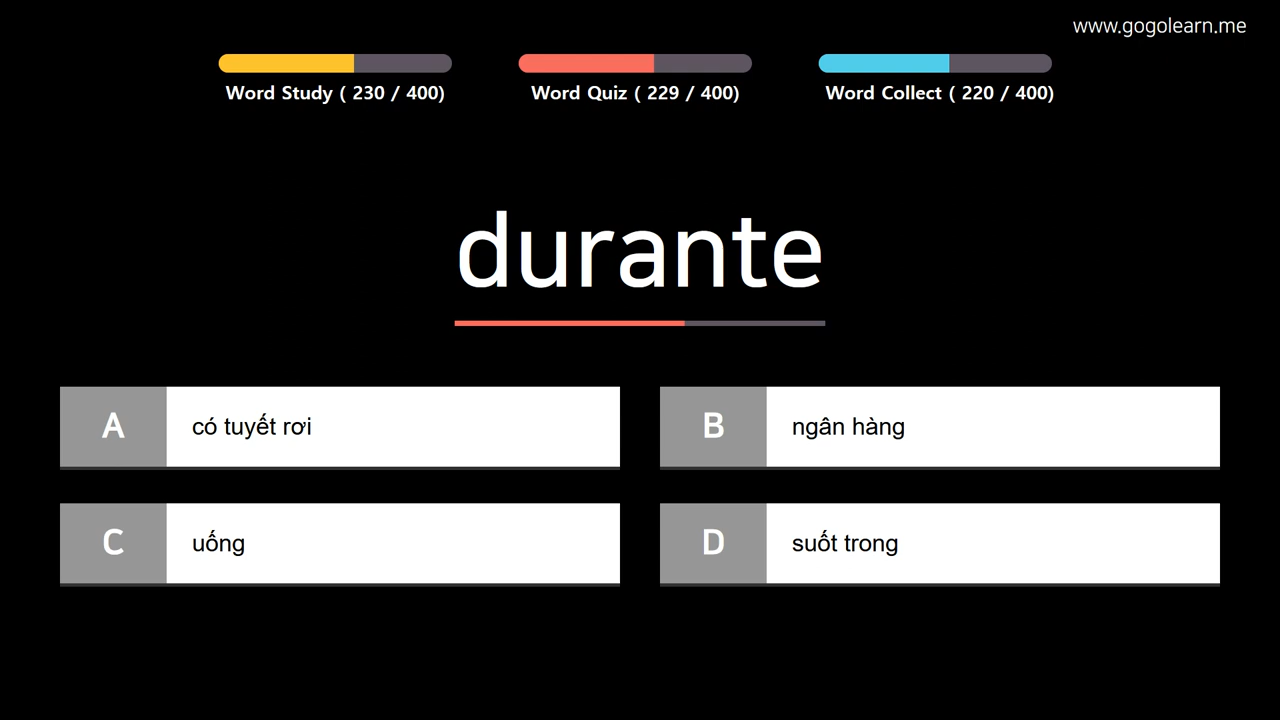 www.gogolearn.me
Word Study ( 230 / 400)
Word Quiz ( 229 / 400)
Word Collect ( 220 / 400)
durante
A
có tuyết rơi
B
ngân hàng
C
uống
D
suốt trong